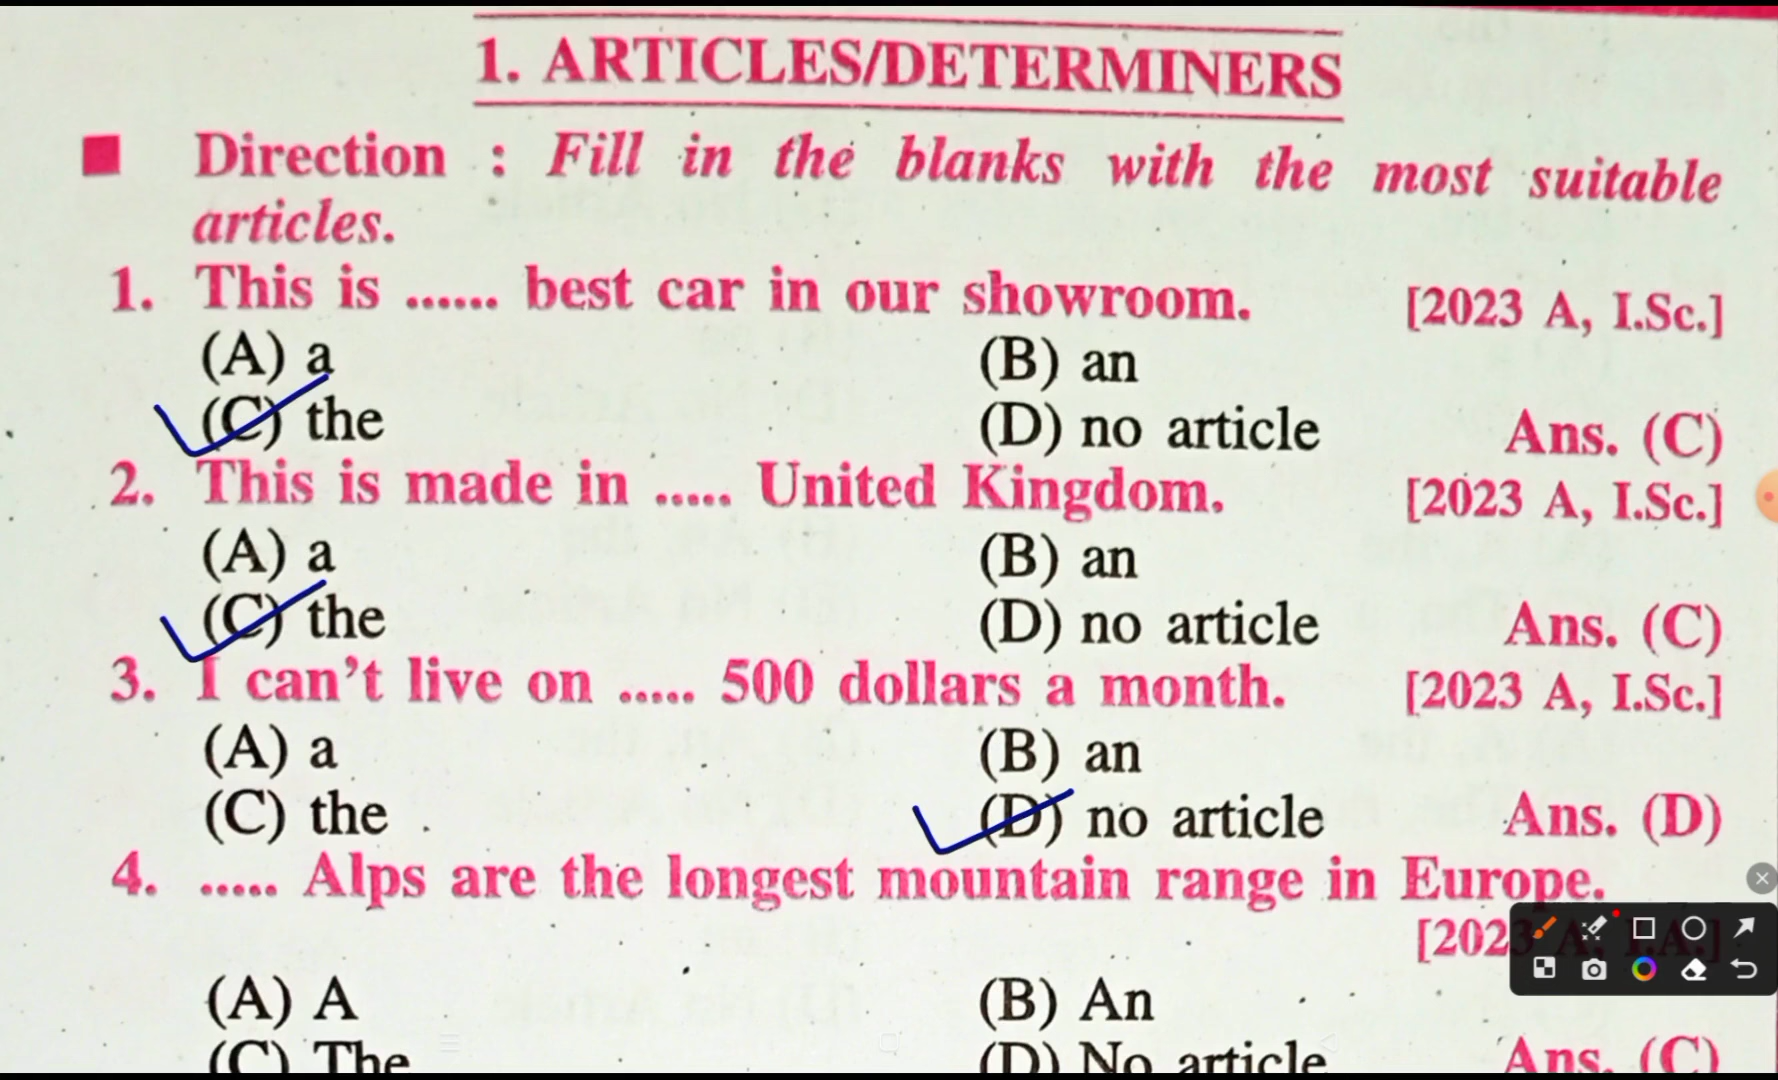 1. ARTICLES/DETERMINERS
Direction : Fill in the blanks with the most suitable
articles.
1. This is ...... best car in our showroom. [2023 A, I.Sc.]
(A) a (B) an
(C) the (D) no article Ans. (C)
2. This is made in ..... United Kingdom. [2023 A, I.Sc.]
(A) a (B) an
(C) the (D) no article Ans. (C)
3. I can't live on ..... 500 dollars a month. [2023 A, I.Sc.]
(A) a (B) an
(C) the (D) no article Ans. (D)
4. ..... Alps are the longest mountain range in Europe.
[2023 A, I.A.]
(A) A (B) An
(C) The (D) No article Ans. (C)